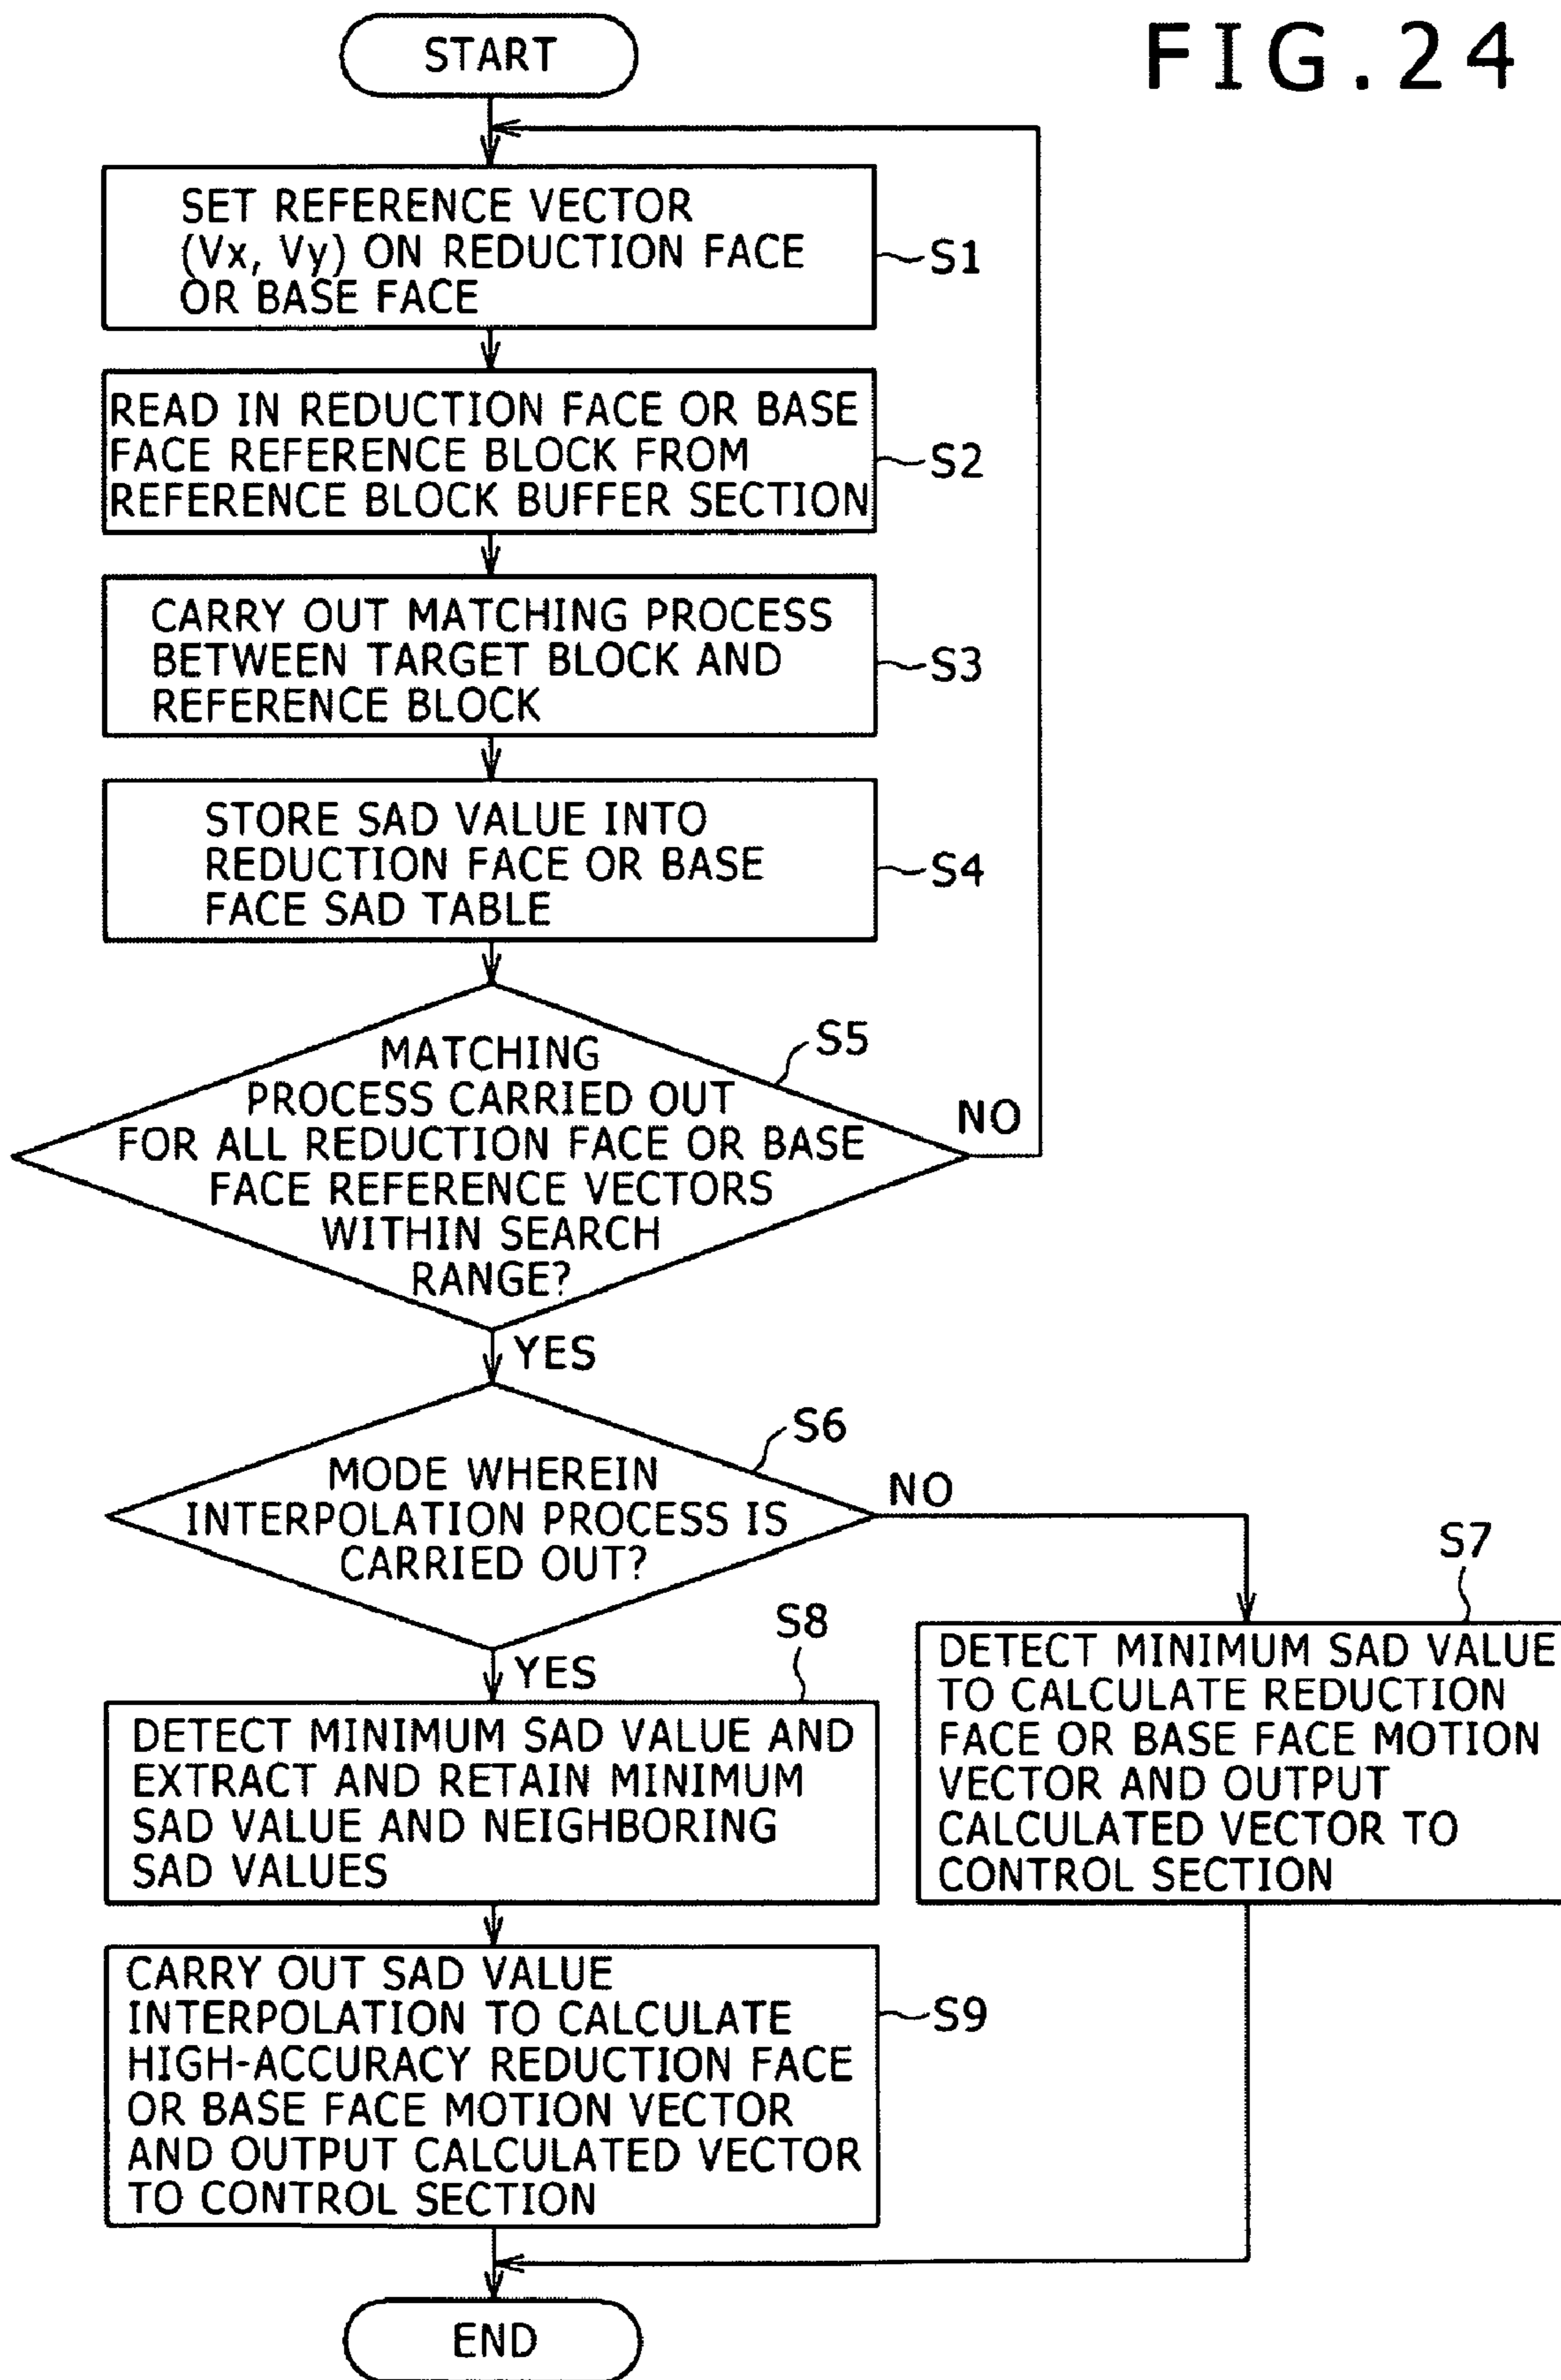 FIG.24
START
SET REFERENCE VECTOR
(Vx, Vy) ON REDUCTION FACE
OR BASE FACE
S1
READ IN REDUCTION FACE OR BASE
FACE REFERENCE BLOCK FROM
REFERENCE BLOCK BUFFER SECTION
S2
CARRY OUT MATCHING PROCESS
BETWEEN TARGET BLOCK AND
REFERENCE BLOCK
S3
STORE SAD VALUE INTO
REDUCTION FACE OR BASE
FACE SAD TABLE
S4
S5
MATCHING
PROCESS CARRIED OUT
FOR ALL REDUCTION FACE OR BASE
FACE REFERENCE VECTORS
WITHIN SEARCH
RANGE?
NO
YES
S6
MODE WHEREIN
INTERPOLATION PROCESS IS
CARRIED OUT?
NO
YES
S7
DETECT MINIMUM SAD VALUE
TO CALCULATE REDUCTION
FACE OR BASE FACE MOTION
VECTOR AND OUTPUT
CALCULATED VECTOR TO
CONTROL SECTION
S8
DETECT MINIMUM SAD VALUE AND
EXTRACT AND RETAIN MINIMUM
SAD VALUE AND NEIGHBORING
SAD VALUES
CARRY OUT SAD VALUE
INTERPOLATION TO CALCULATE
HIGH-ACCURACY REDUCTION FACE
OR BASE FACE MOTION VECTOR
AND OUTPUT CALCULATED VECTOR
TO CONTROL SECTION
S9
END